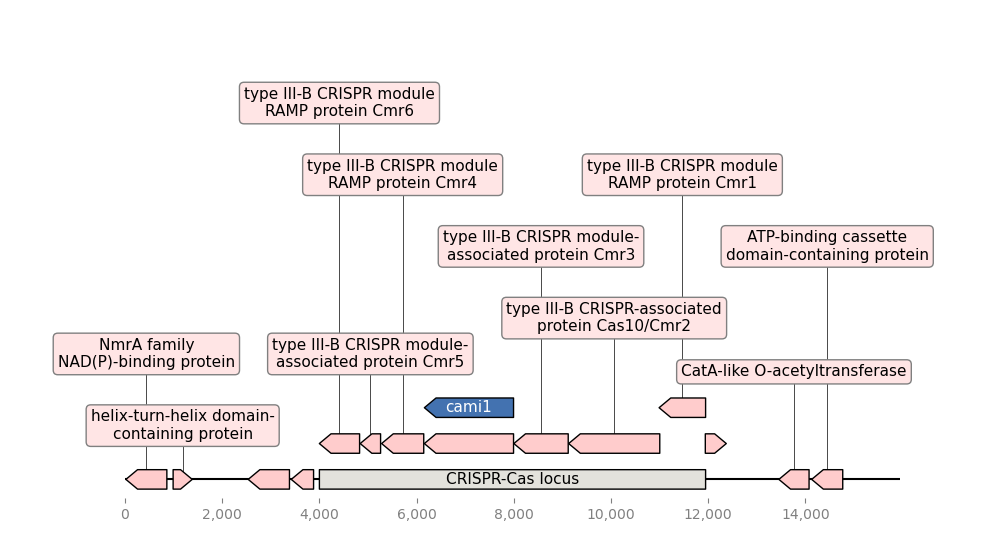 type III-B CRISPR module
RAMP protein Cmr6
type III-B CRISPR module
RAMP protein Cmr4
type III-B CRISPR module
RAMP protein Cmr1
type III-B CRISPR module-
associated protein Cmr3
ATP-binding cassette
domain-containing protein
type III-B CRISPR-associated
protein Cas10/Cmr2
NmrA family
NAD(P)-binding protein
type III-B CRISPR module-
associated protein Cmr5
CatA-like O-acetyltransferase
cami1
helix-turn-helix domain-
containing protein
CRISPR-Cas locus
0 2,000 4,000 6,000 8,000 10,000 12,000 14,000